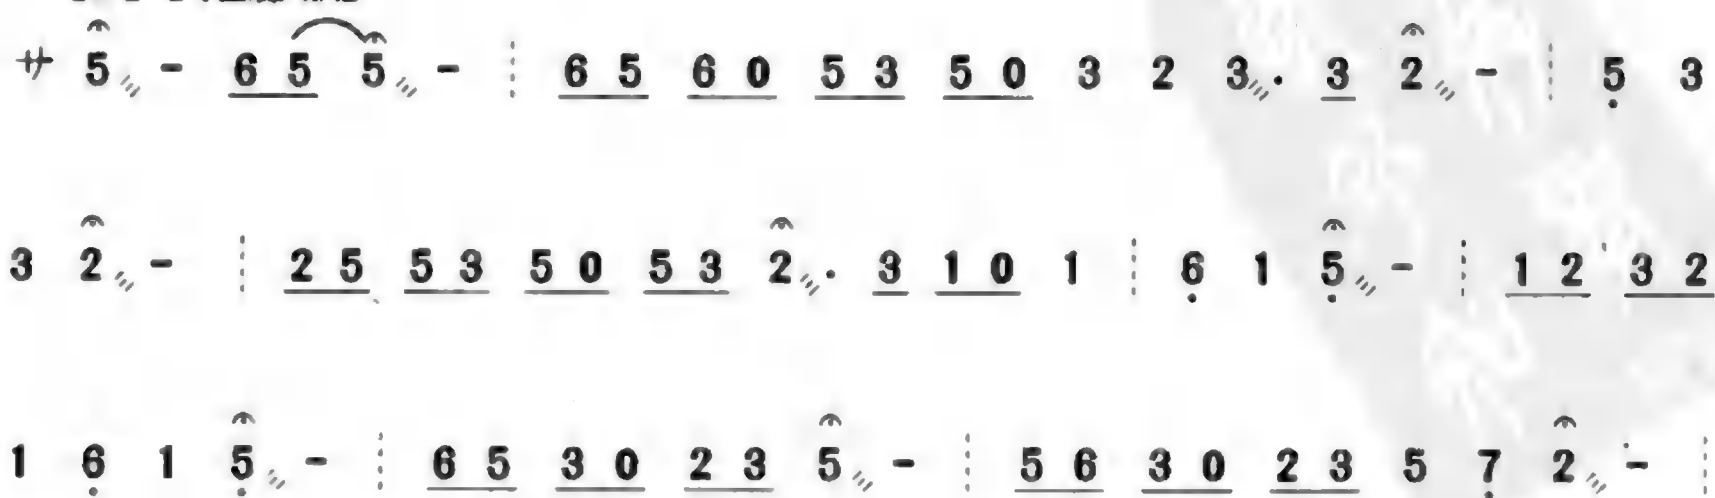 サ 5 - 6 5 5 - ┊ 6 5 6 0 5 3 5 0 3 2 3 · 3 2 - ┊ 5̣ 3
3 2 - ┊ 2 5 5 3 5 0 5 3 2 · 3 1 0 1 ┊ 6̣ 1 5̣ - ┊ 1 2 3 2
1 6̣ 1 5̣ - ┊ 6 5 3 0 2 3 5 - ┊ 5 6 3 0 2 3 5 7̣ 2 - ┊